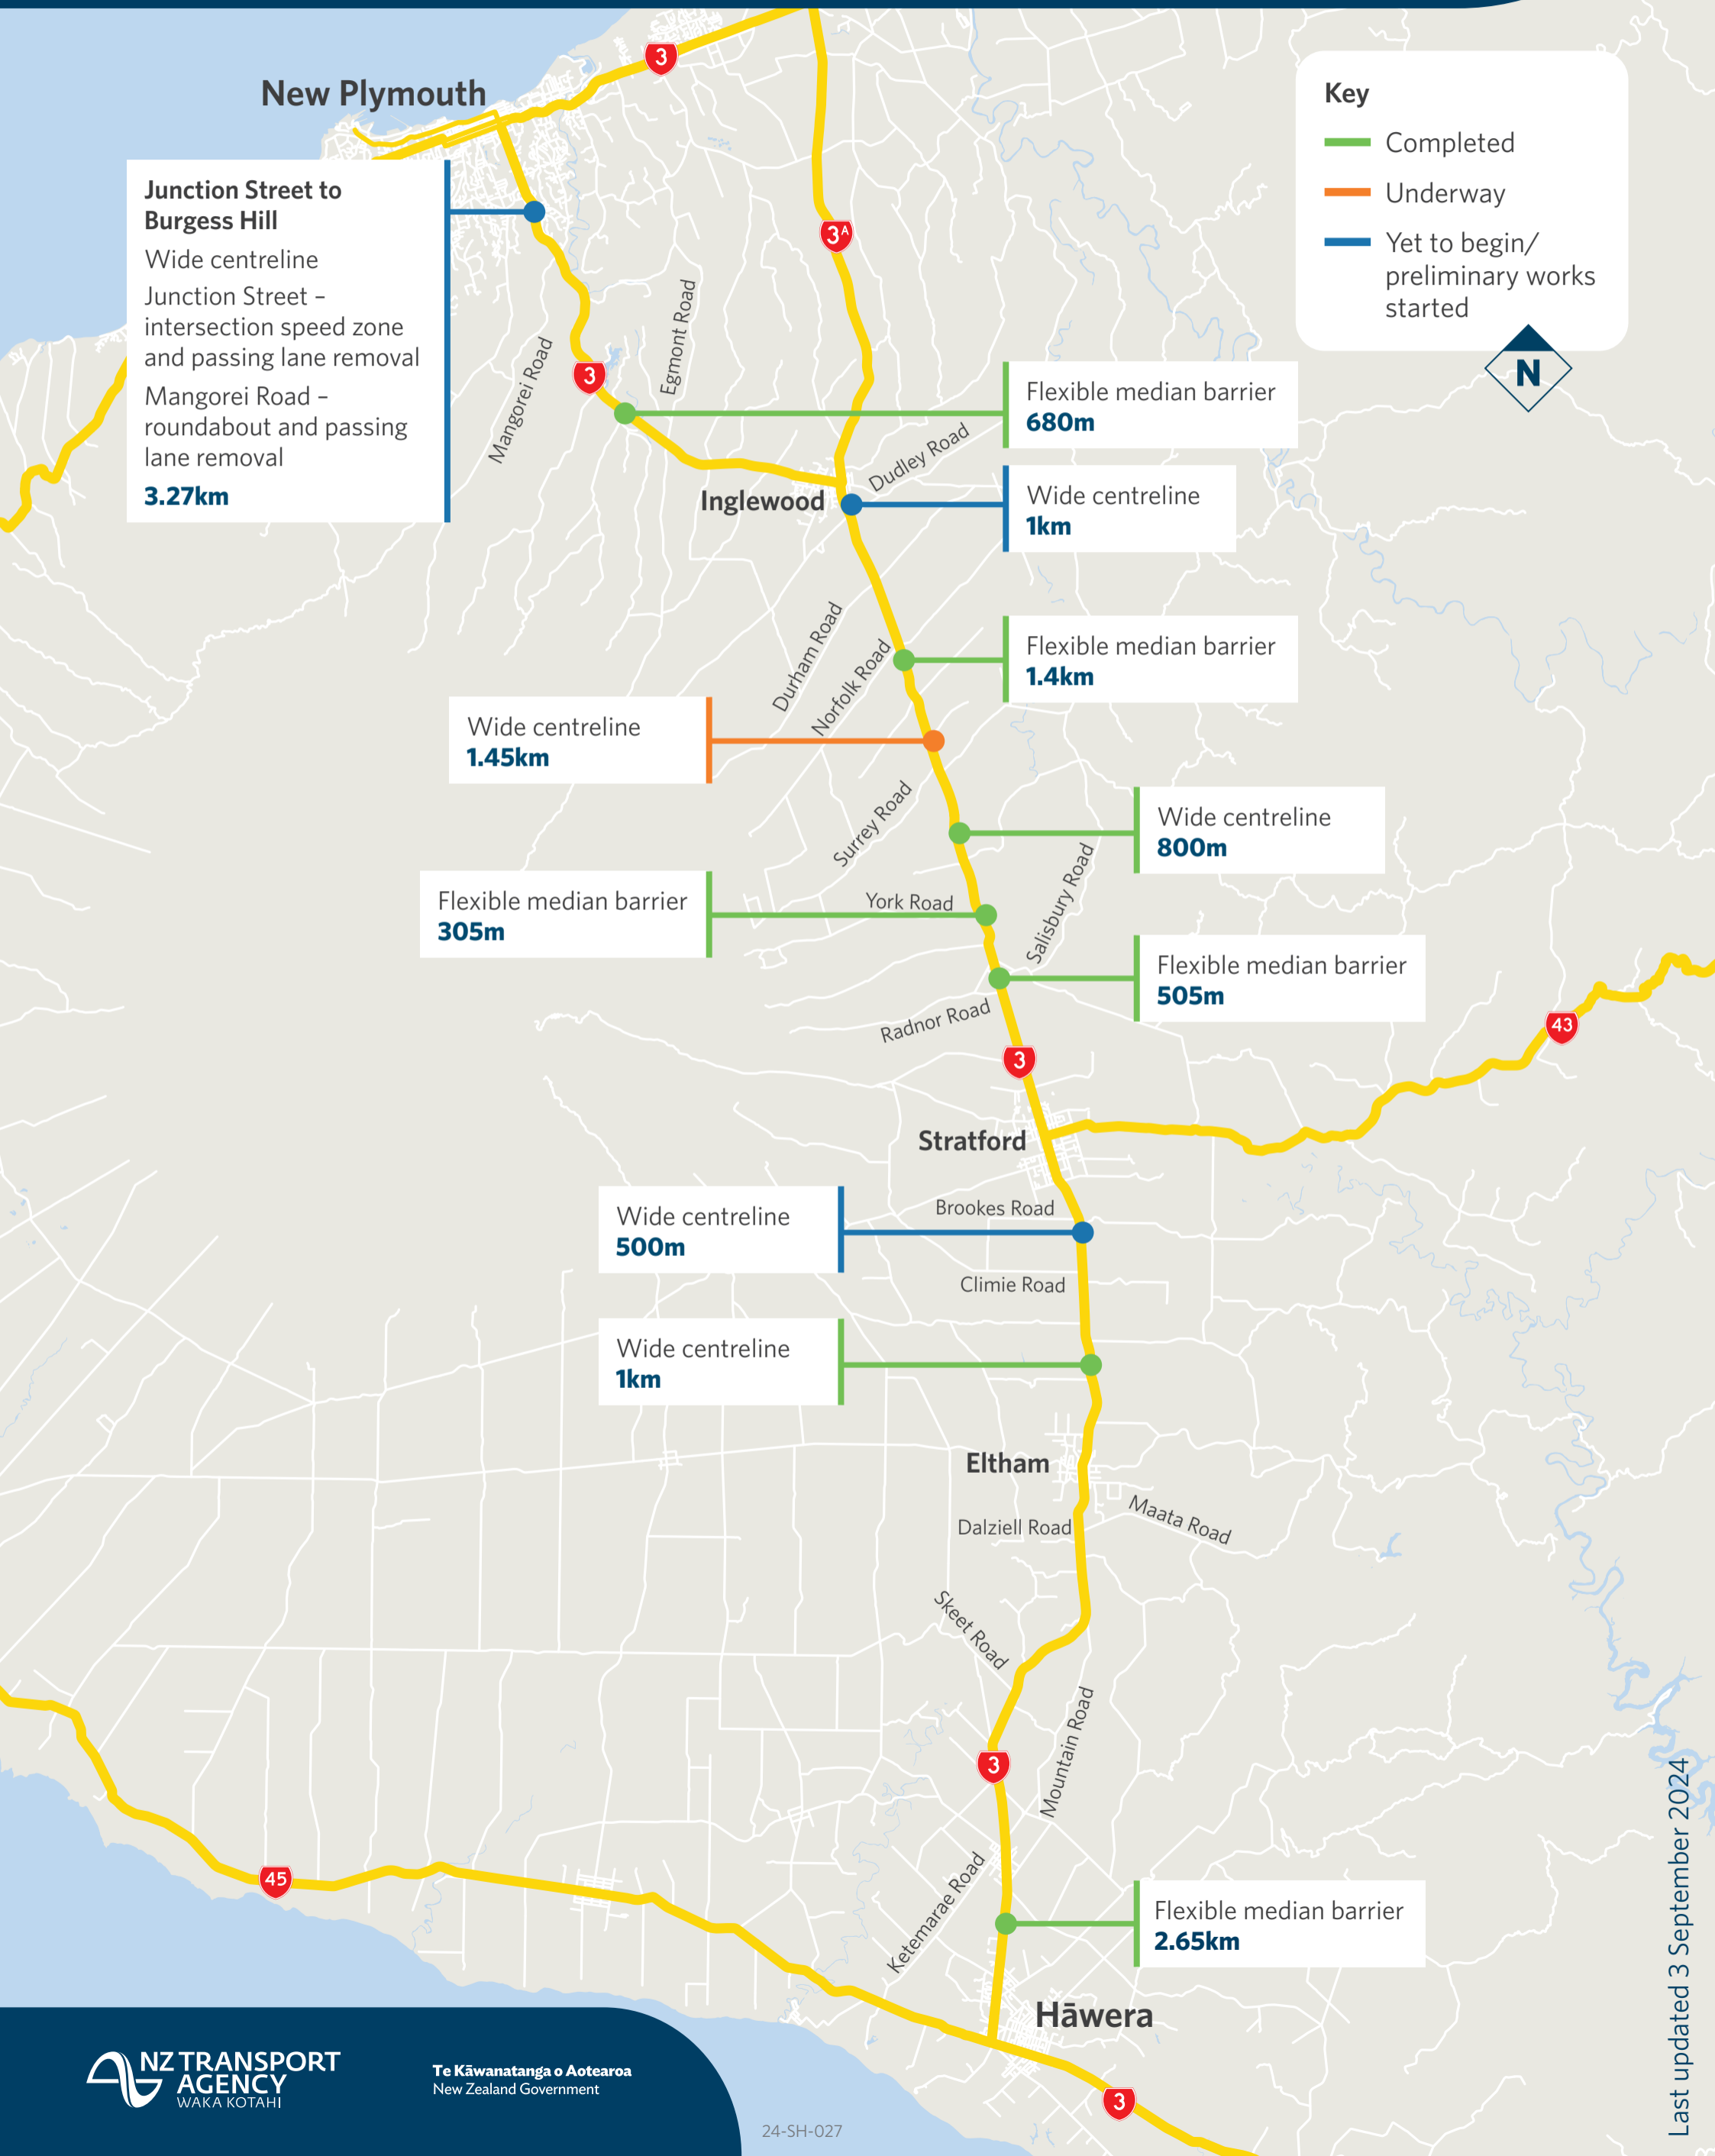 New Plymouth
3
Key
Completed
Underway
Yet to begin/
preliminary works
started
N
Junction Street to
Burgess Hill
Wide centreline
Junction Street –
intersection speed zone
and passing lane removal
Mangorei Road –
roundabout and passing
lane removal
3.27km
3A
Egmont Road
Mangorei Road
3
Flexible median barrier
680m
Dudley Road
Inglewood
Wide centreline
1km
Durham Road
Norfolk Road
Flexible median barrier
1.4km
Wide centreline
1.45km
Surrey Road
Wide centreline
800m
Flexible median barrier
305m
York Road
Salisbury Road
Flexible median barrier
505m
Radnor Road
43
3
Stratford
Brookes Road
Wide centreline
500m
Climie Road
Wide centreline
1km
Eltham
Maata Road
Dalziell Road
Skeet Road
Mountain Road
3
45
Ketemarae Road
Flexible median barrier
2.65km
Hāwera
3
Last updated 3 September 2024
NZ TRANSPORT
AGENCY
WAKA KOTAHI
Te Kāwanatanga o Aotearoa
New Zealand Government
24-SH-027